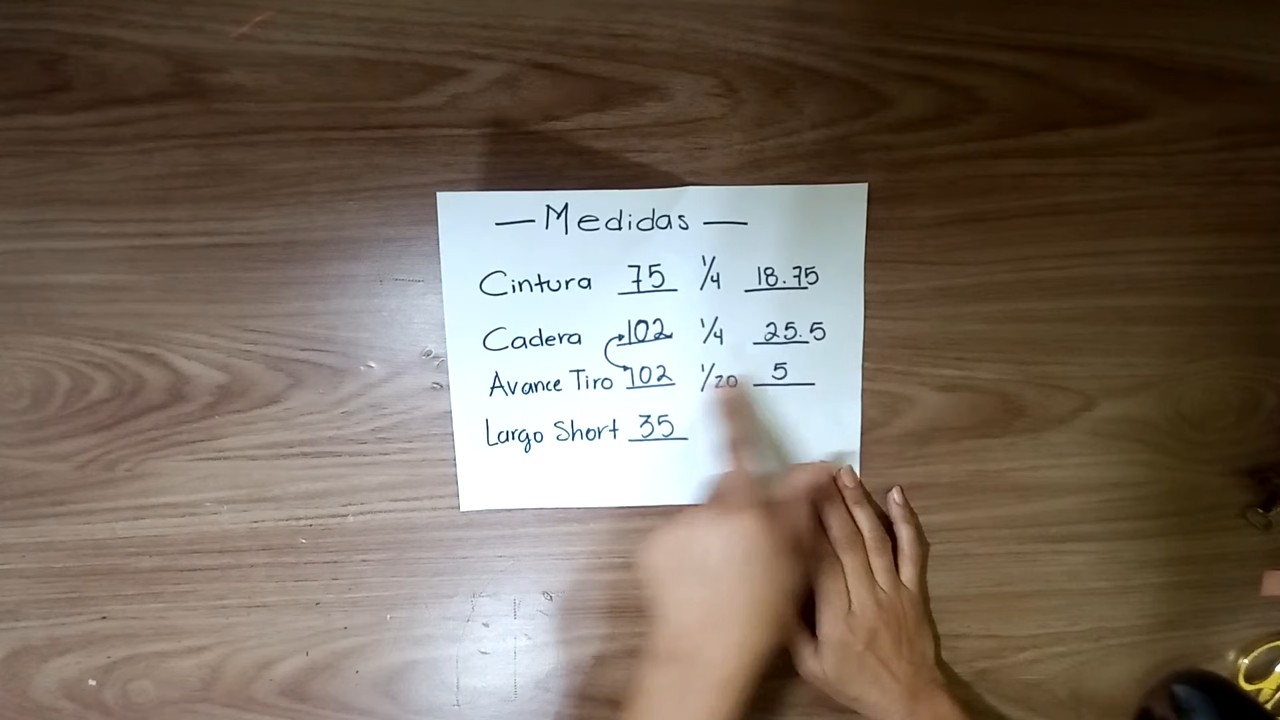 — Medidas —
Cintura 75 1/4 18.75
Cadera 102 1/4 25.5
Avance Tiro 102 1/20 5
Largo Short 35